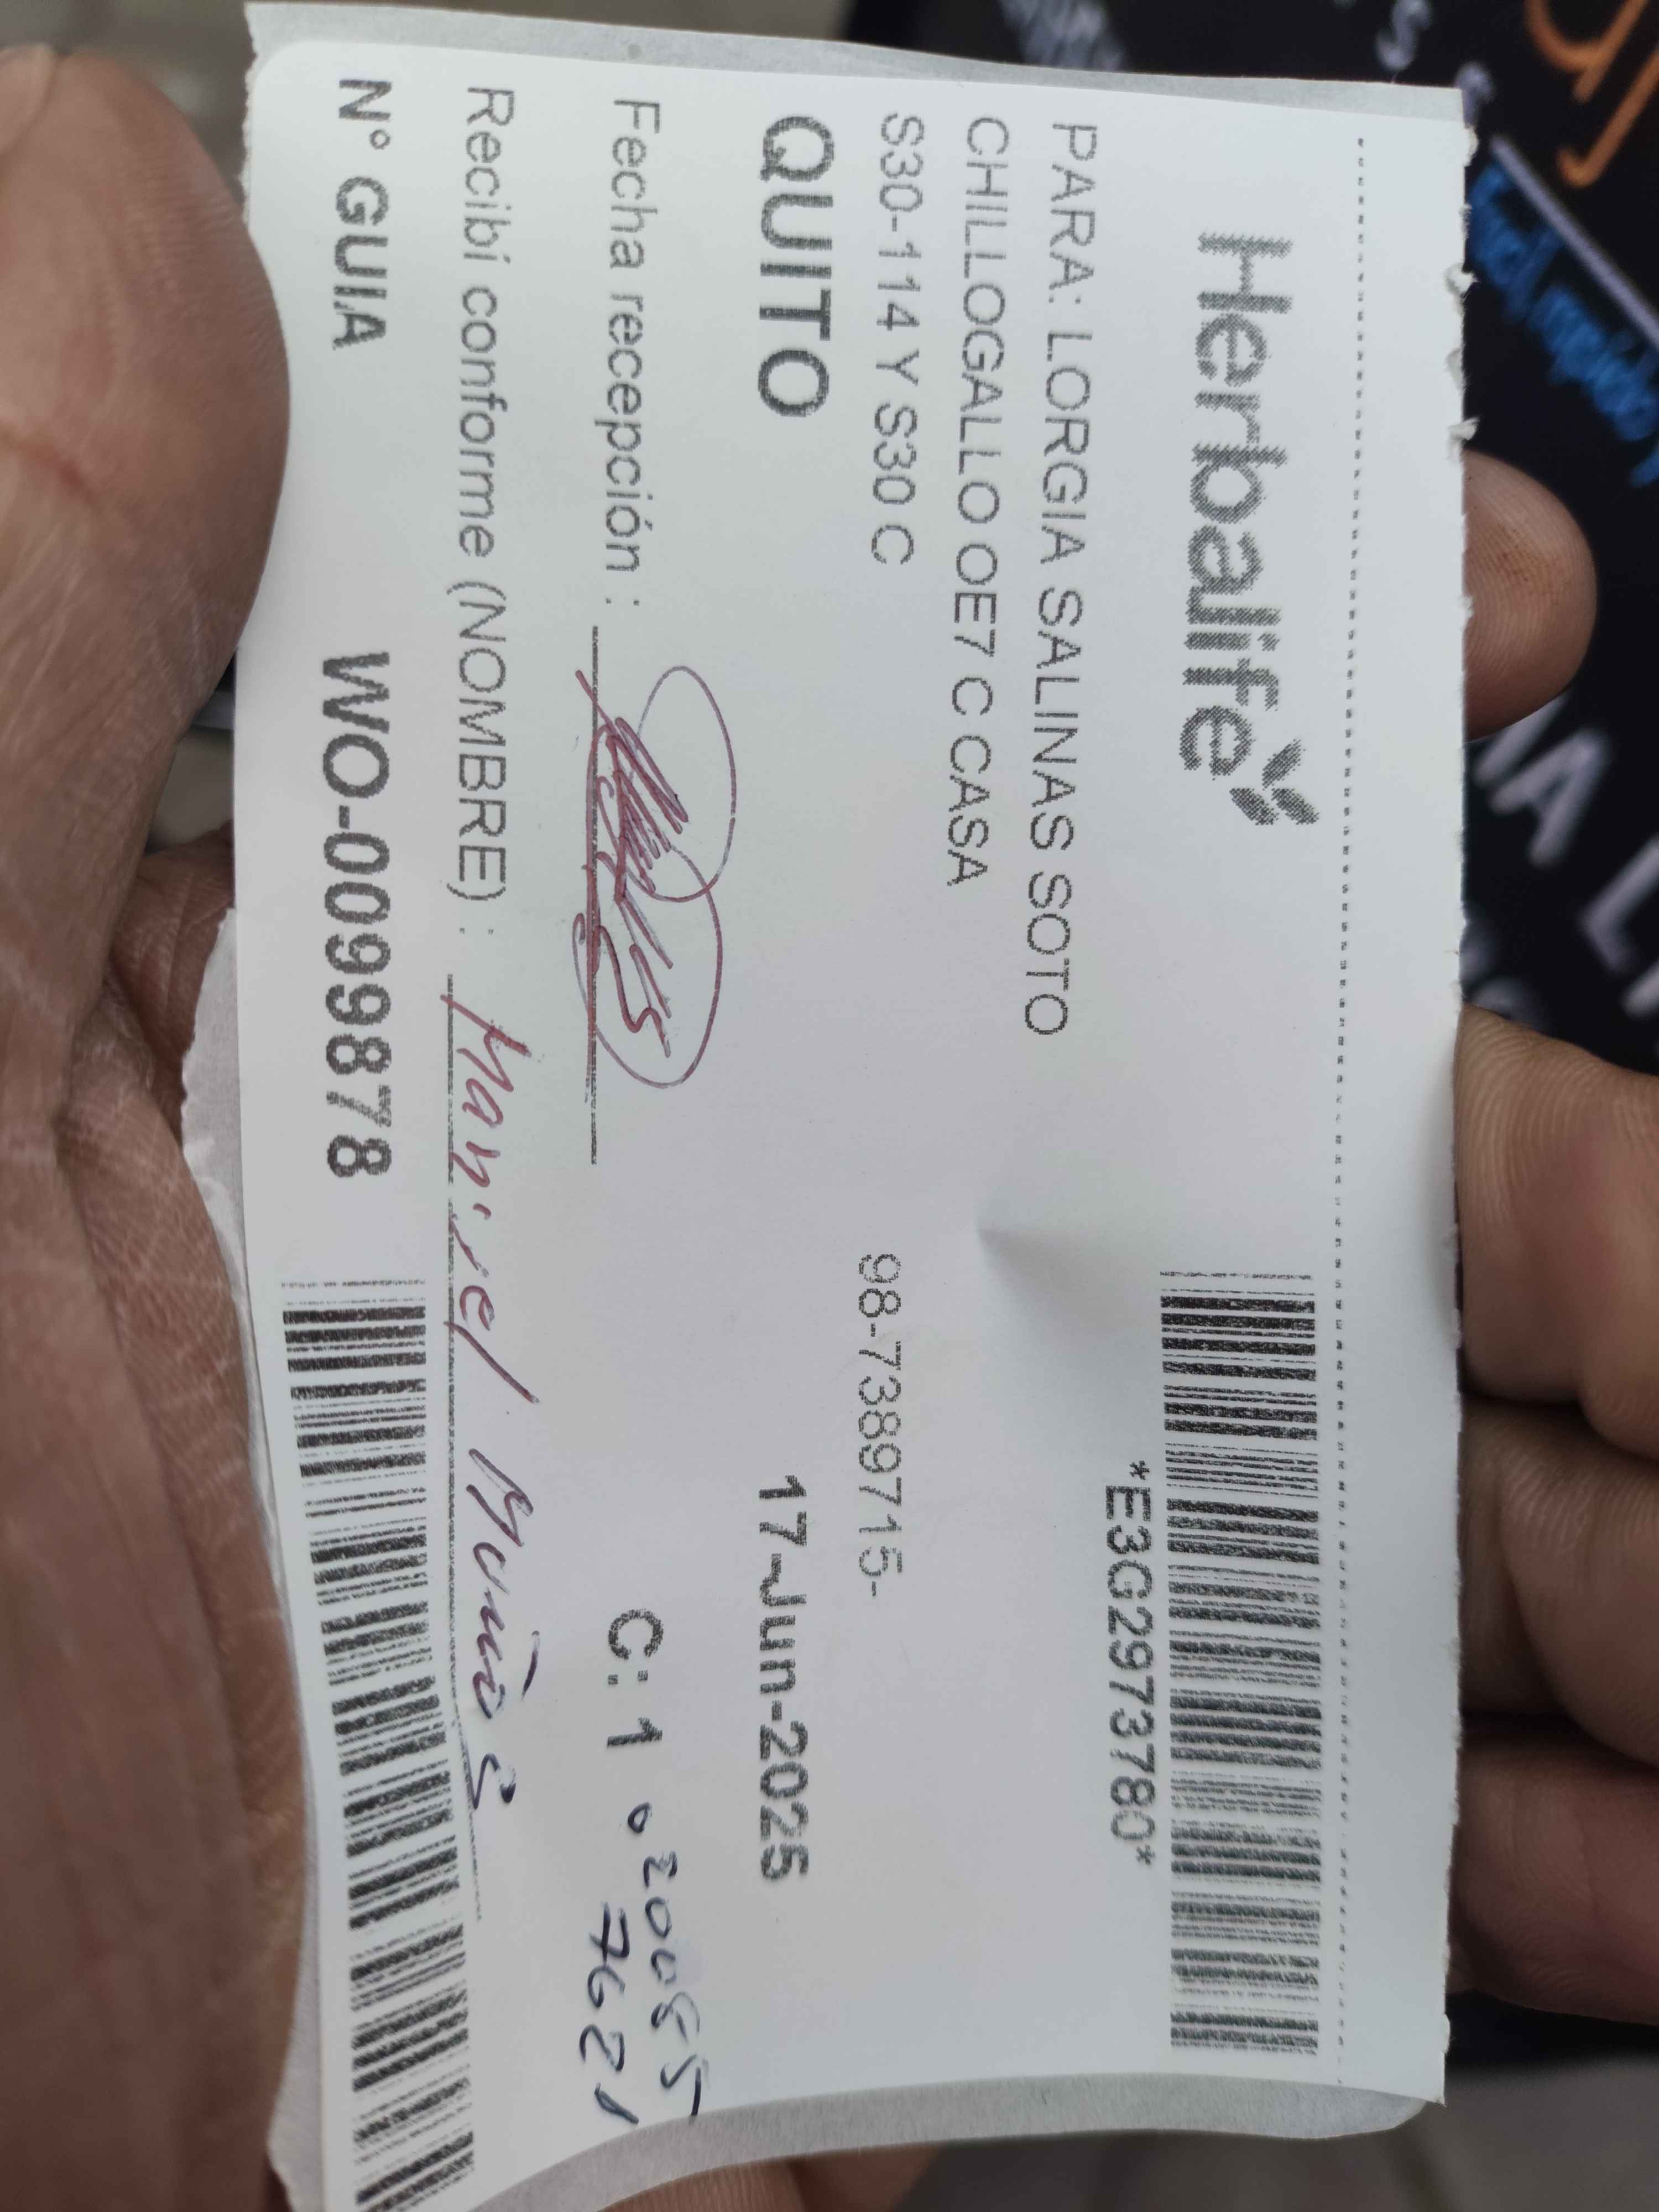 Herbalife
*E3G2973780*
PARA: LORGIA SALINAS SOTO
CHILLOGALLO OE7 C CASA
S30-114 Y S30 C
98-7389715-
QUITO
17-Jun-2025
Fecha recepción :
C: 1
7621
Recibí conforme (NOMBRE) :
N° GUIA WO-0099878